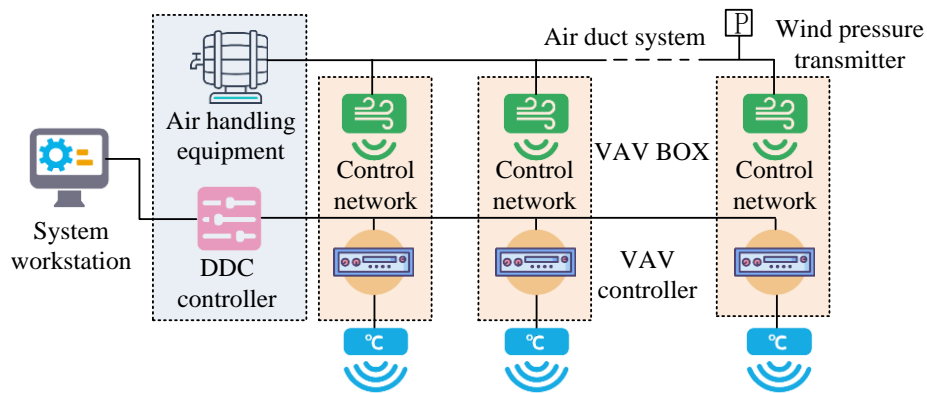 P
Air duct system
Wind pressure
transmitter
Air handling
equipment
VAV BOX
Control
network
Control
network
Control
network
System
workstation
DDC
controller
VAV
controller
℃
℃
℃